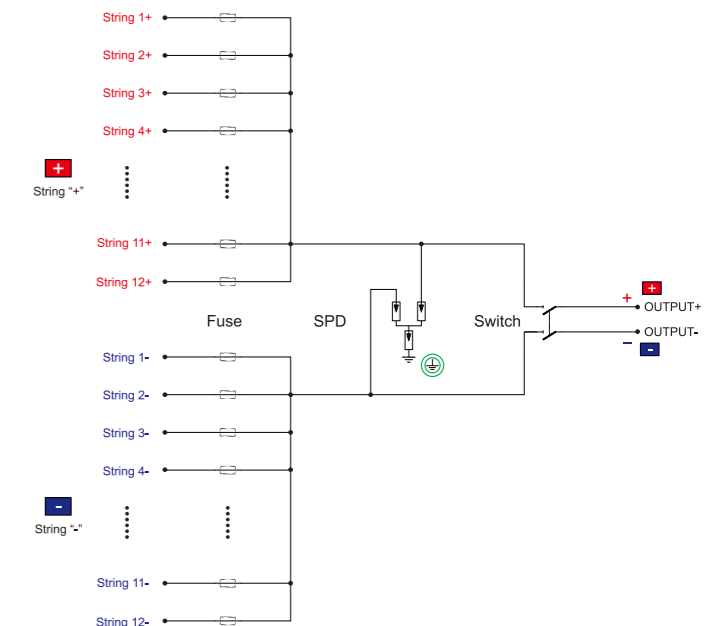 String 1+
String 2+
String 3+
String 4+
+
String “+”
String 11+
String 12+
Fuse
SPD
Switch
+
+
OUTPUT+
OUTPUT-
−
-
String 1-
String 2-
String 3-
String 4-
-
String “-”
String 11-
String 12-